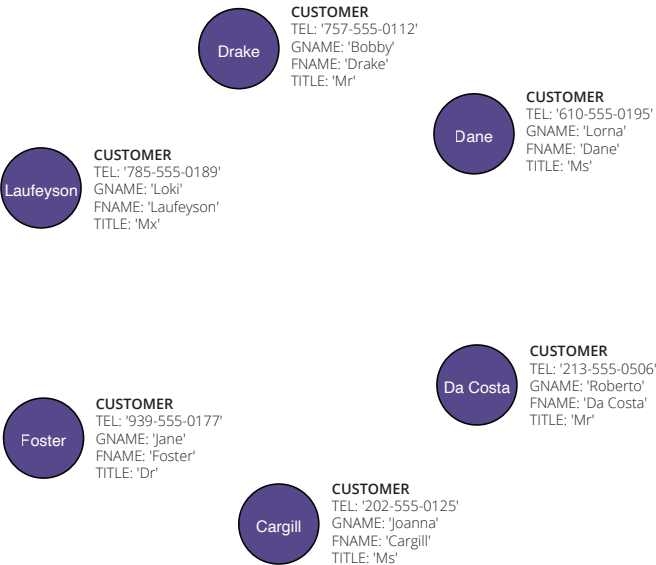 Drake
CUSTOMER
TEL: '757-555-0112'
GNAME: 'Bobby'
FNAME: 'Drake'
TITLE: 'Mr'
Dane
CUSTOMER
TEL: '610-555-0195'
GNAME: 'Lorna'
FNAME: 'Dane'
TITLE: 'Ms'
Laufeyson
CUSTOMER
TEL: '785-555-0189'
GNAME: 'Loki'
FNAME: 'Laufeyson'
TITLE: 'Mx'
Da Costa
CUSTOMER
TEL: '213-555-0506'
GNAME: 'Roberto'
FNAME: 'Da Costa'
TITLE: 'Mr'
Foster
CUSTOMER
TEL: '939-555-0177'
GNAME: 'Jane'
FNAME: 'Foster'
TITLE: 'Dr'
Cargill
CUSTOMER
TEL: '202-555-0125'
GNAME: 'Joanna'
FNAME: 'Cargill'
TITLE: 'Ms'